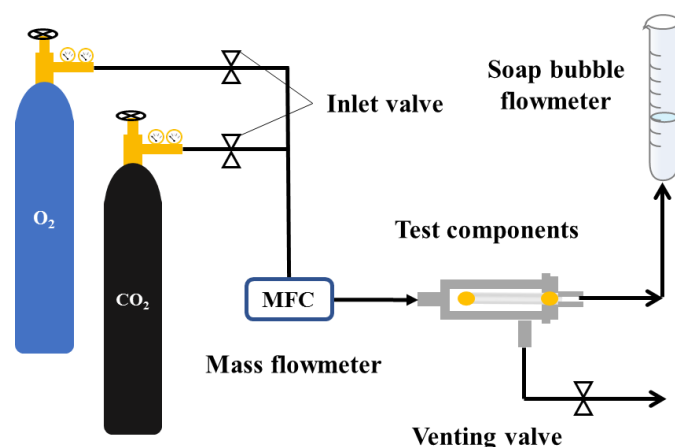 Soap bubble
flowmeter
Inlet valve
O₂
CO₂
Test components
MFC
Mass flowmeter
Venting valve